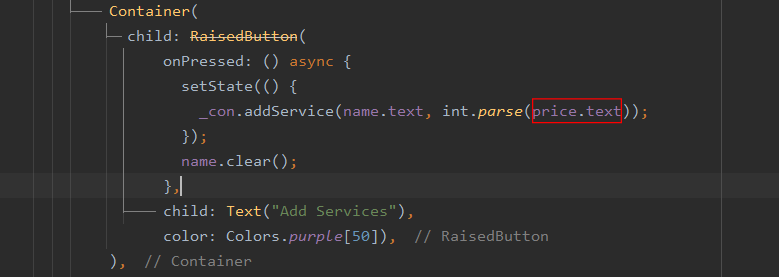 Container(
child: RaisedButton(
onPressed: () async {
setState(() {
_con.addService(name.text, int.parse(price.text));
});
name.clear();
},
child: Text("Add Services"),
color: Colors.purple[50]), // RaisedButton
), // Container